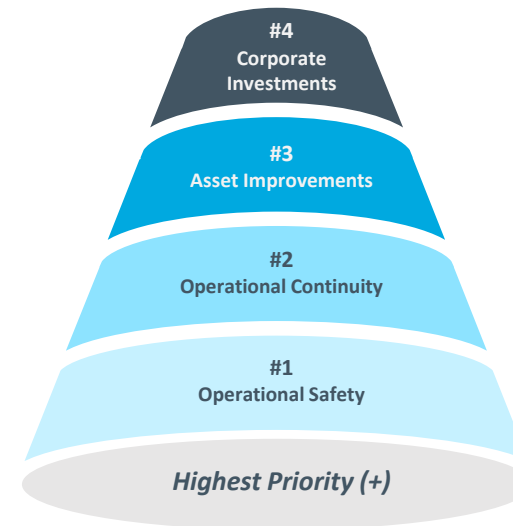 #4
Corporate
Investments
#3
Asset Improvements
#2
Operational Continuity
#1
Operational Safety
Highest Priority (+)